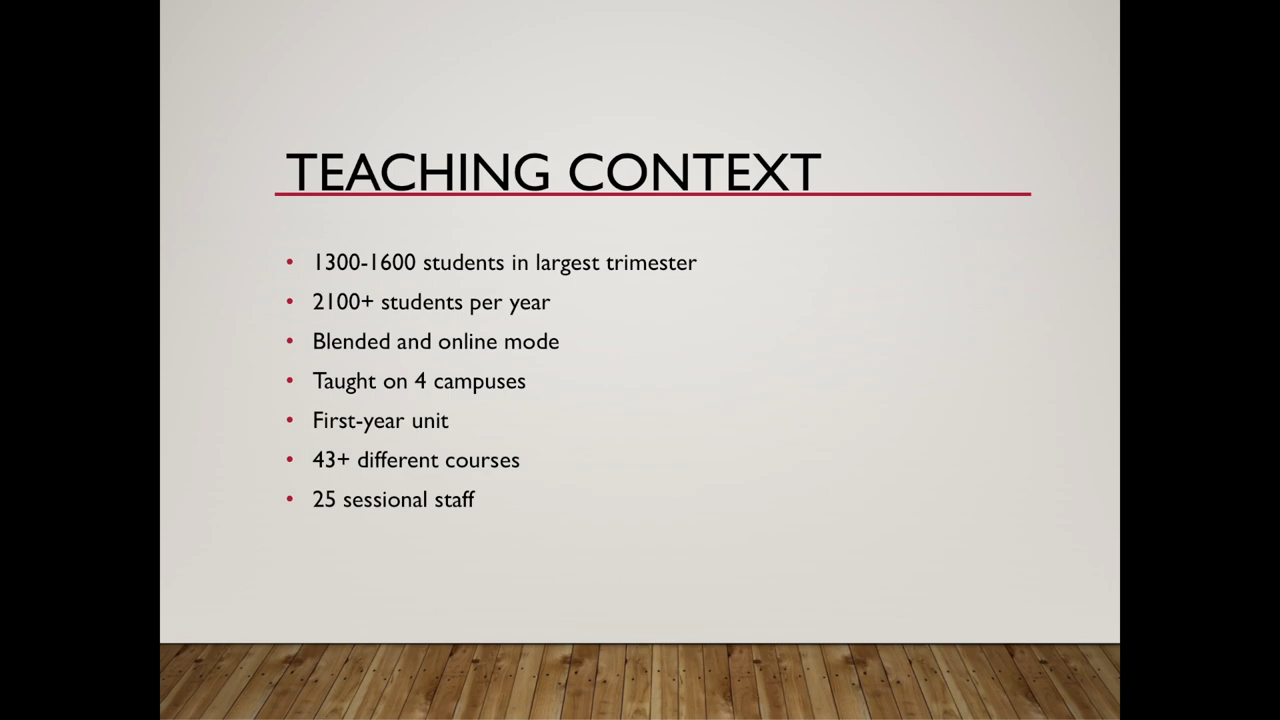 TEACHING CONTEXT
• 1300-1600 students in largest trimester
• 2100+ students per year
• Blended and online mode
• Taught on 4 campuses
• First-year unit
• 43+ different courses
• 25 sessional staff